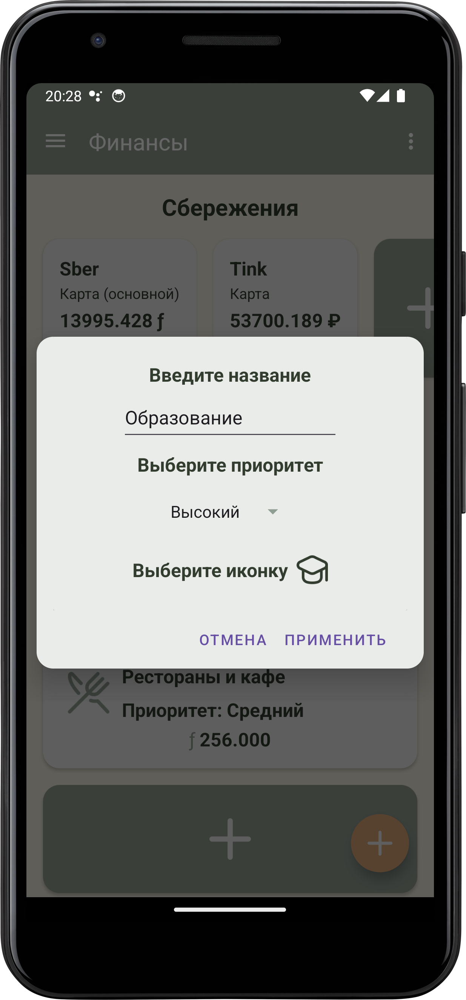 20:28
Финансы
Сбережения
Sber
Карта (основной)
13995.428 ƒ
Tink
Карта
53700.189 ₽
Введите название
Образование
Выберите приоритет
Высокий
Выберите иконку
ОТМЕНА ПРИМЕНИТЬ
Рестораны и кафе
Приоритет: Средний
ƒ 256.000